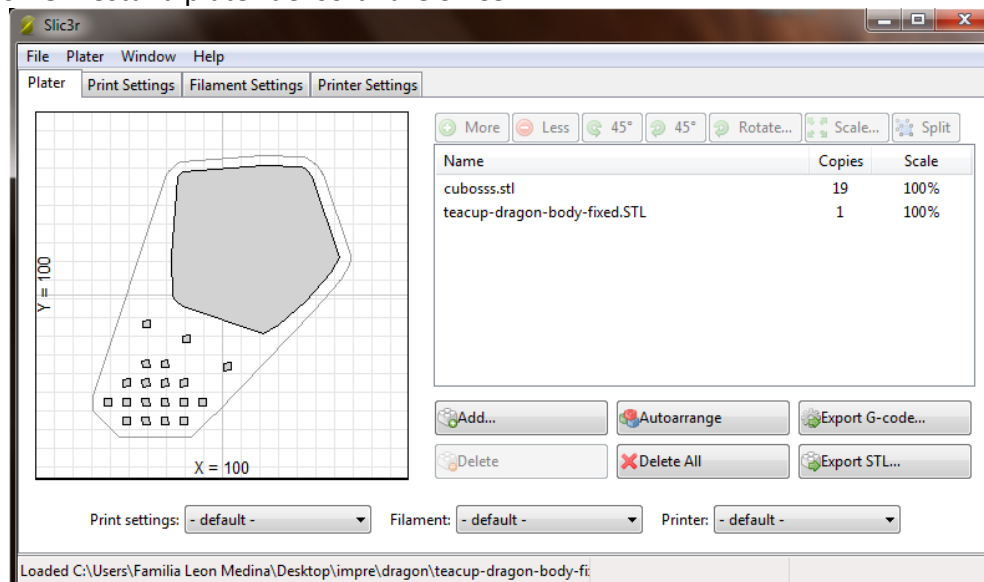 Slic3r
File Plater Window Help
Plater Print Settings Filament Settings Printer Settings
More Less 45° 45° Rotate... Scale... Split
Name Copies Scale
cubosss.stl 19 100%
teacup-dragon-body-fixed.STL 1 100%
Y = 100
X = 100
Add... Autoarrange Export G-code...
Delete Delete All Export STL...
Print settings: - default - Filament: - default - Printer: - default -
Loaded C:\Users\Familia Leon Medina\Desktop\impre\dragon\teacup-dragon-body-fi